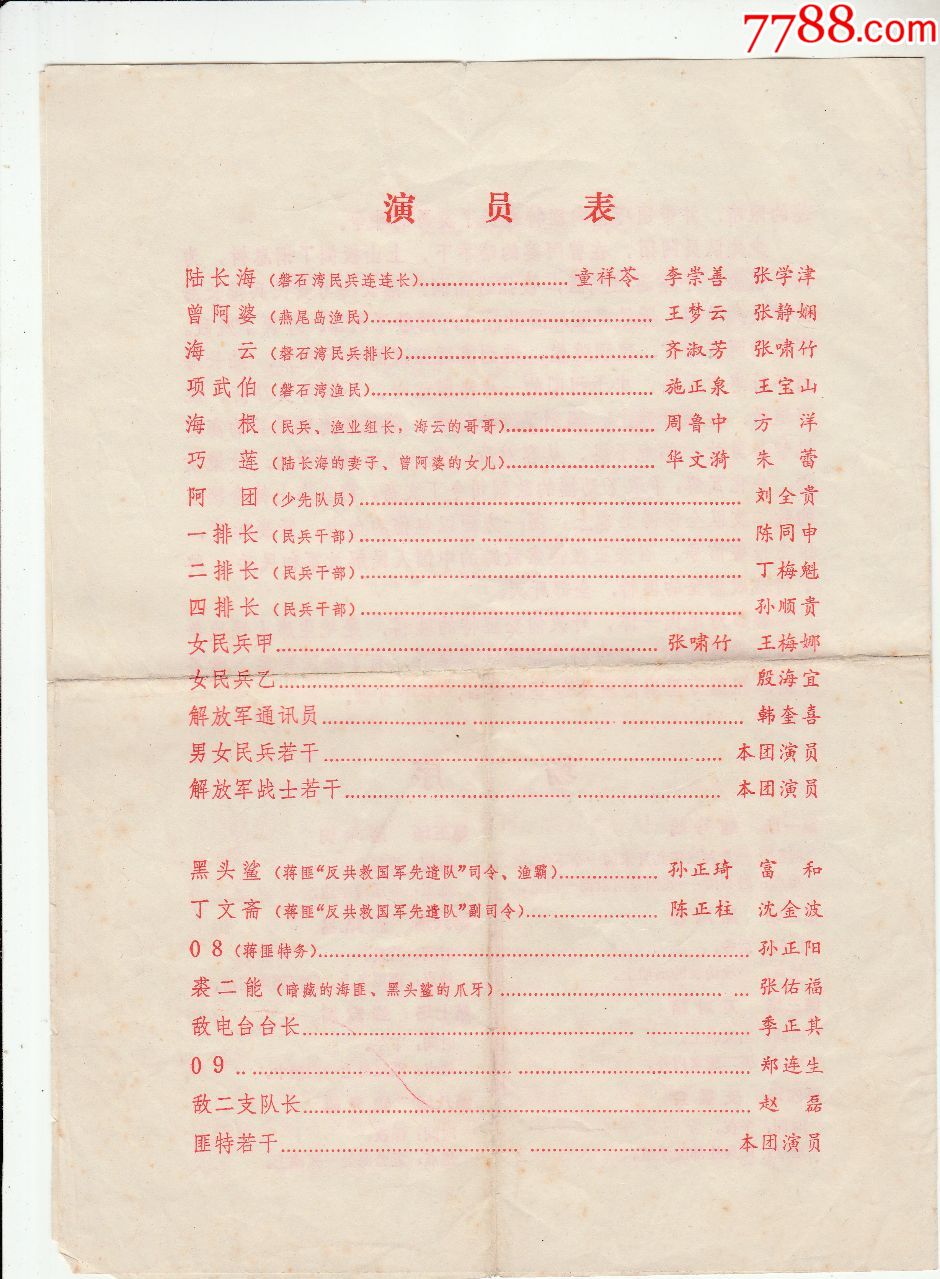 7788.com
演员表
陆长海(磐石湾民兵连连长)……童祥苓 李崇善 张学津
曾阿婆(燕尾岛渔民)……王梦云 张静娴
海云(磐石湾民兵排长)……齐淑芳 张啸竹
项武伯(磐石湾渔民)……施正泉 王宝山
海根(民兵、渔业组长，海云的哥哥)……周鲁中 方洋
巧莲(陆长海的妻子、曾阿婆的女儿)……华文漪 朱蕾
阿团(少先队员)……刘全贵
一排长(民兵干部)……陈同申
二排长(民兵干部)……丁梅魁
四排长(民兵干部)……孙顺贵
女民兵甲……张啸竹 王梅娜
女民兵乙……殷海宜
解放军通讯员……韩奎喜
男女民兵若干……本团演员
解放军战士若干……本团演员
黑头鲨(蒋匪“反共救国军先遣队”司令、渔霸)……孙正琦 富和
丁文斋(蒋匪“反共救国军先遣队”副司令)……陈正柱 沈金波
08(蒋匪特务)……孙正阳
裘二能(暗藏的海匪、黑头鲨的爪牙)……张佑福
敌电台台长……季正其
09……郑连生
敌二支队长……赵磊
匪特若干……本团演员